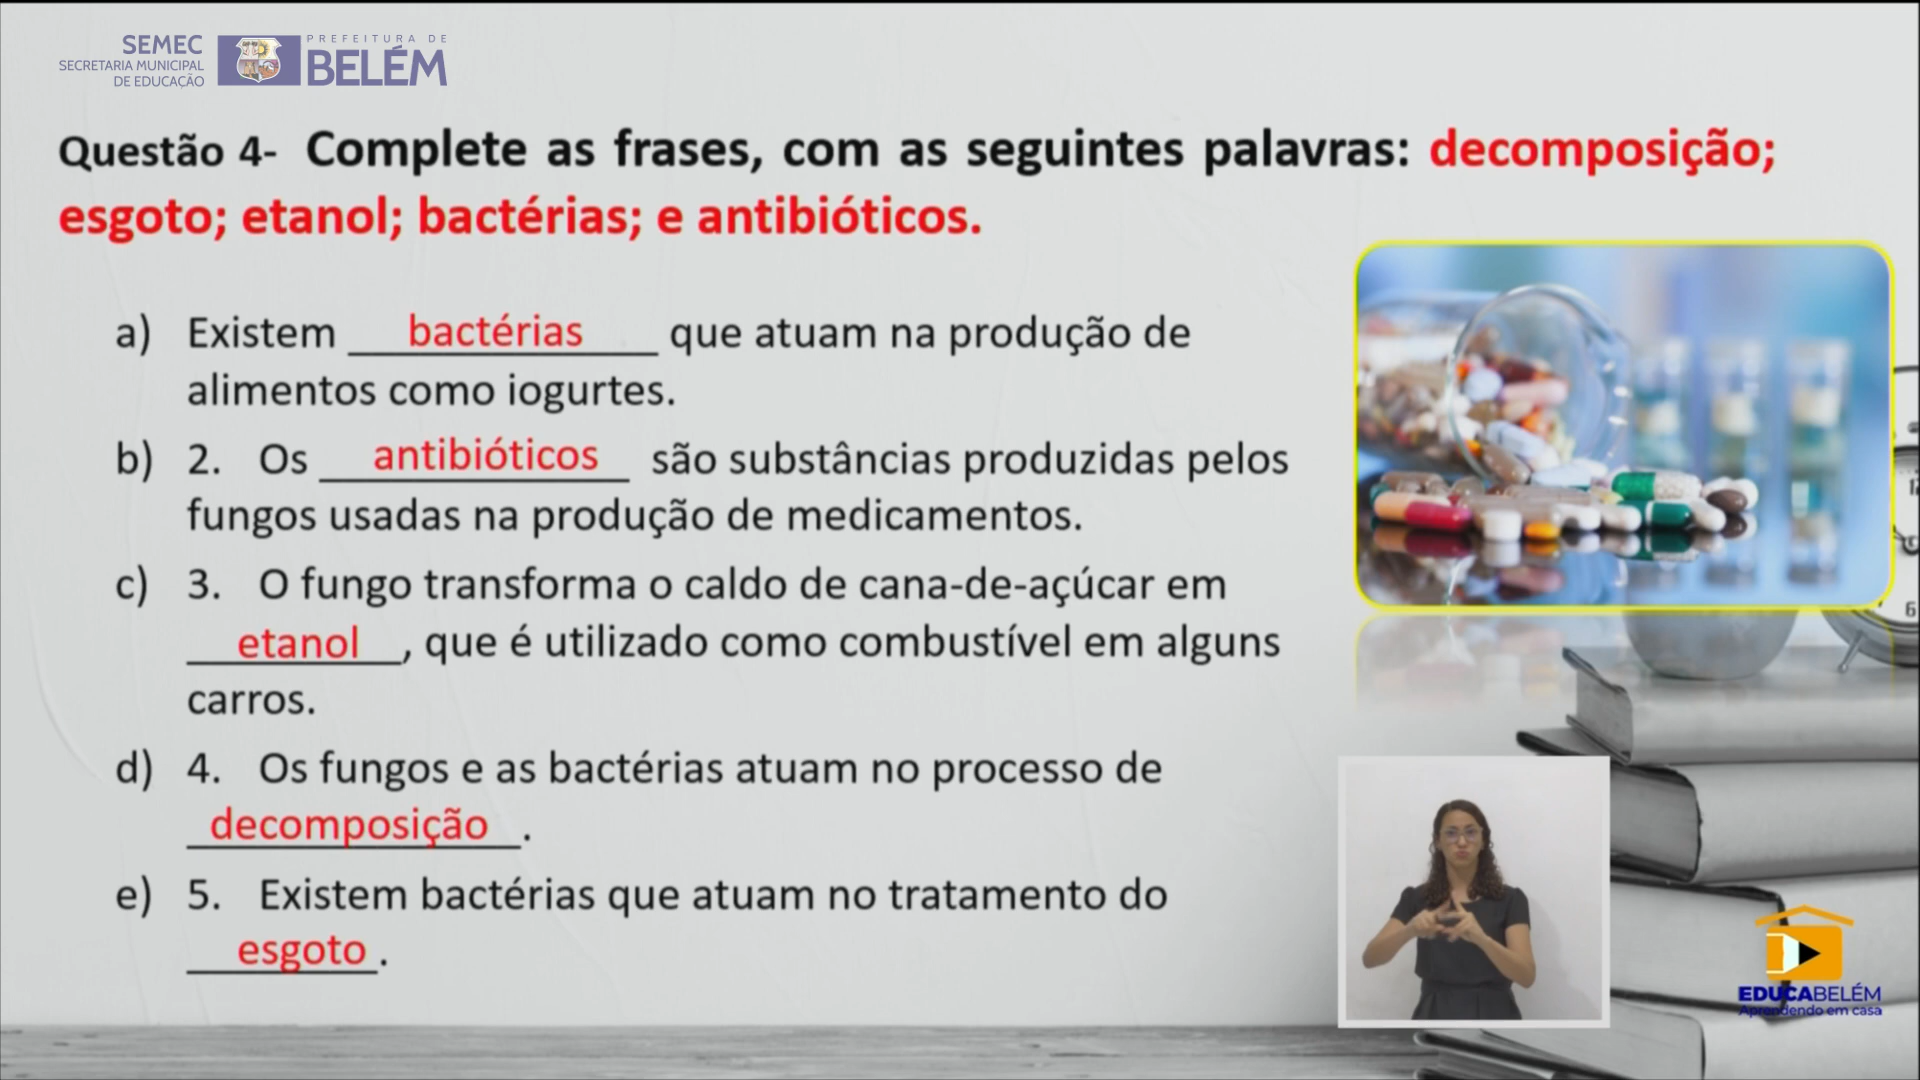 SEMEC
SECRETARIA MUNICIPAL
DE EDUCAÇÃO
PREFEITURA DE
BELÉM
Questão 4- Complete as frases, com as seguintes palavras: decomposição;
esgoto; etanol; bactérias; e antibióticos.
a) Existem bactérias que atuam na produção de
alimentos como iogurtes.
b) 2. Os antibióticos são substâncias produzidas pelos
fungos usadas na produção de medicamentos.
c) 3. O fungo transforma o caldo de cana-de-açúcar em
etanol, que é utilizado como combustível em alguns
carros.
d) 4. Os fungos e as bactérias atuam no processo de
decomposição.
e) 5. Existem bactérias que atuam no tratamento do
esgoto.
6
EDUCABELÉM
Aprendendo em casa